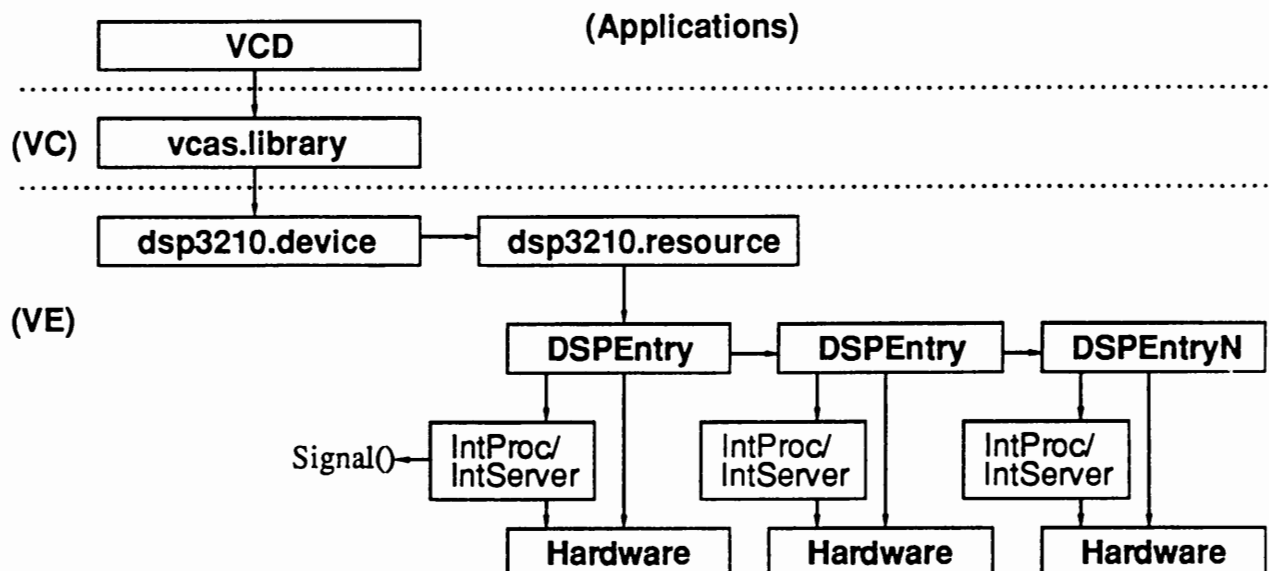 (Applications)
VCD
(VC)
vcas.library
dsp3210.device
dsp3210.resource
(VE)
DSPEntry
DSPEntry
DSPEntryN
Signal()
IntProc/
IntServer
IntProc/
IntServer
IntProc/
IntServer
Hardware
Hardware
Hardware